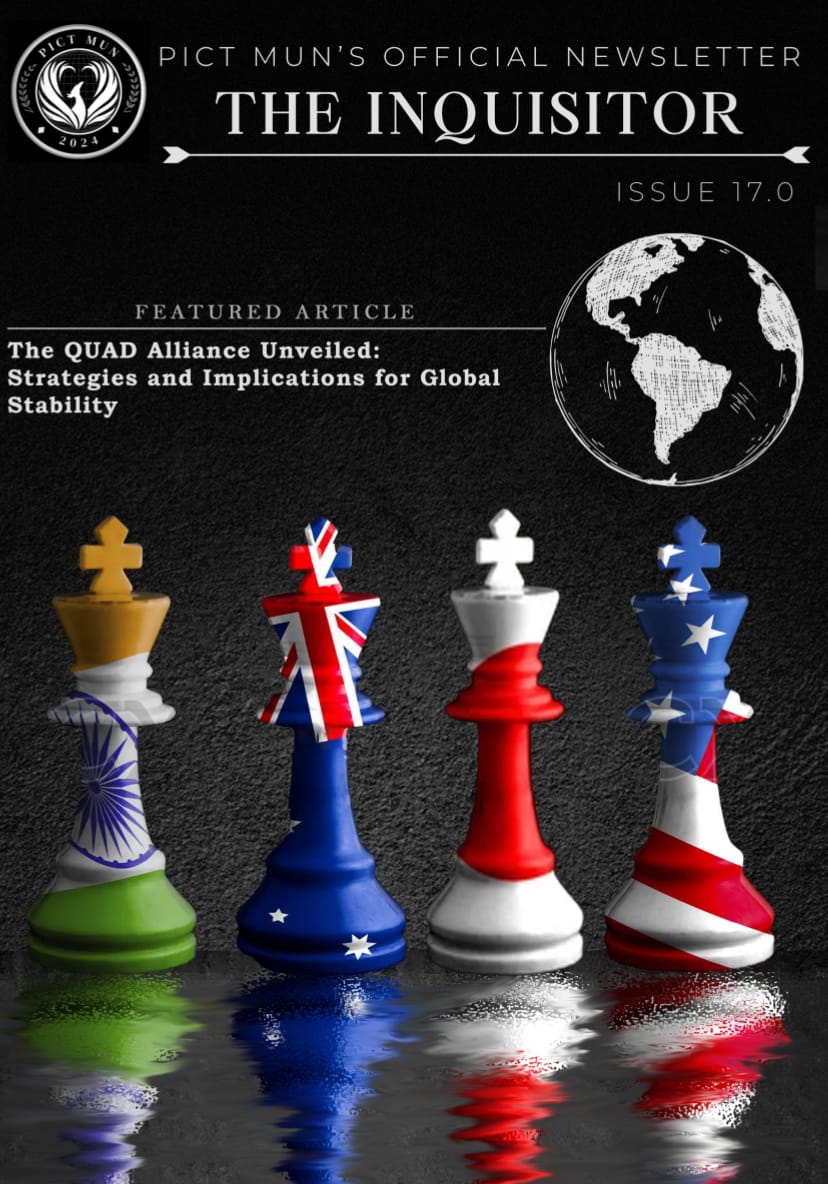 PICT MUN
2024
PICT MUN'S OFFICIAL NEWSLETTER
THE INQUISITOR
ISSUE 17.0
FEATURED ARTICLE
The QUAD Alliance Unveiled:
Strategies and Implications for Global
Stability